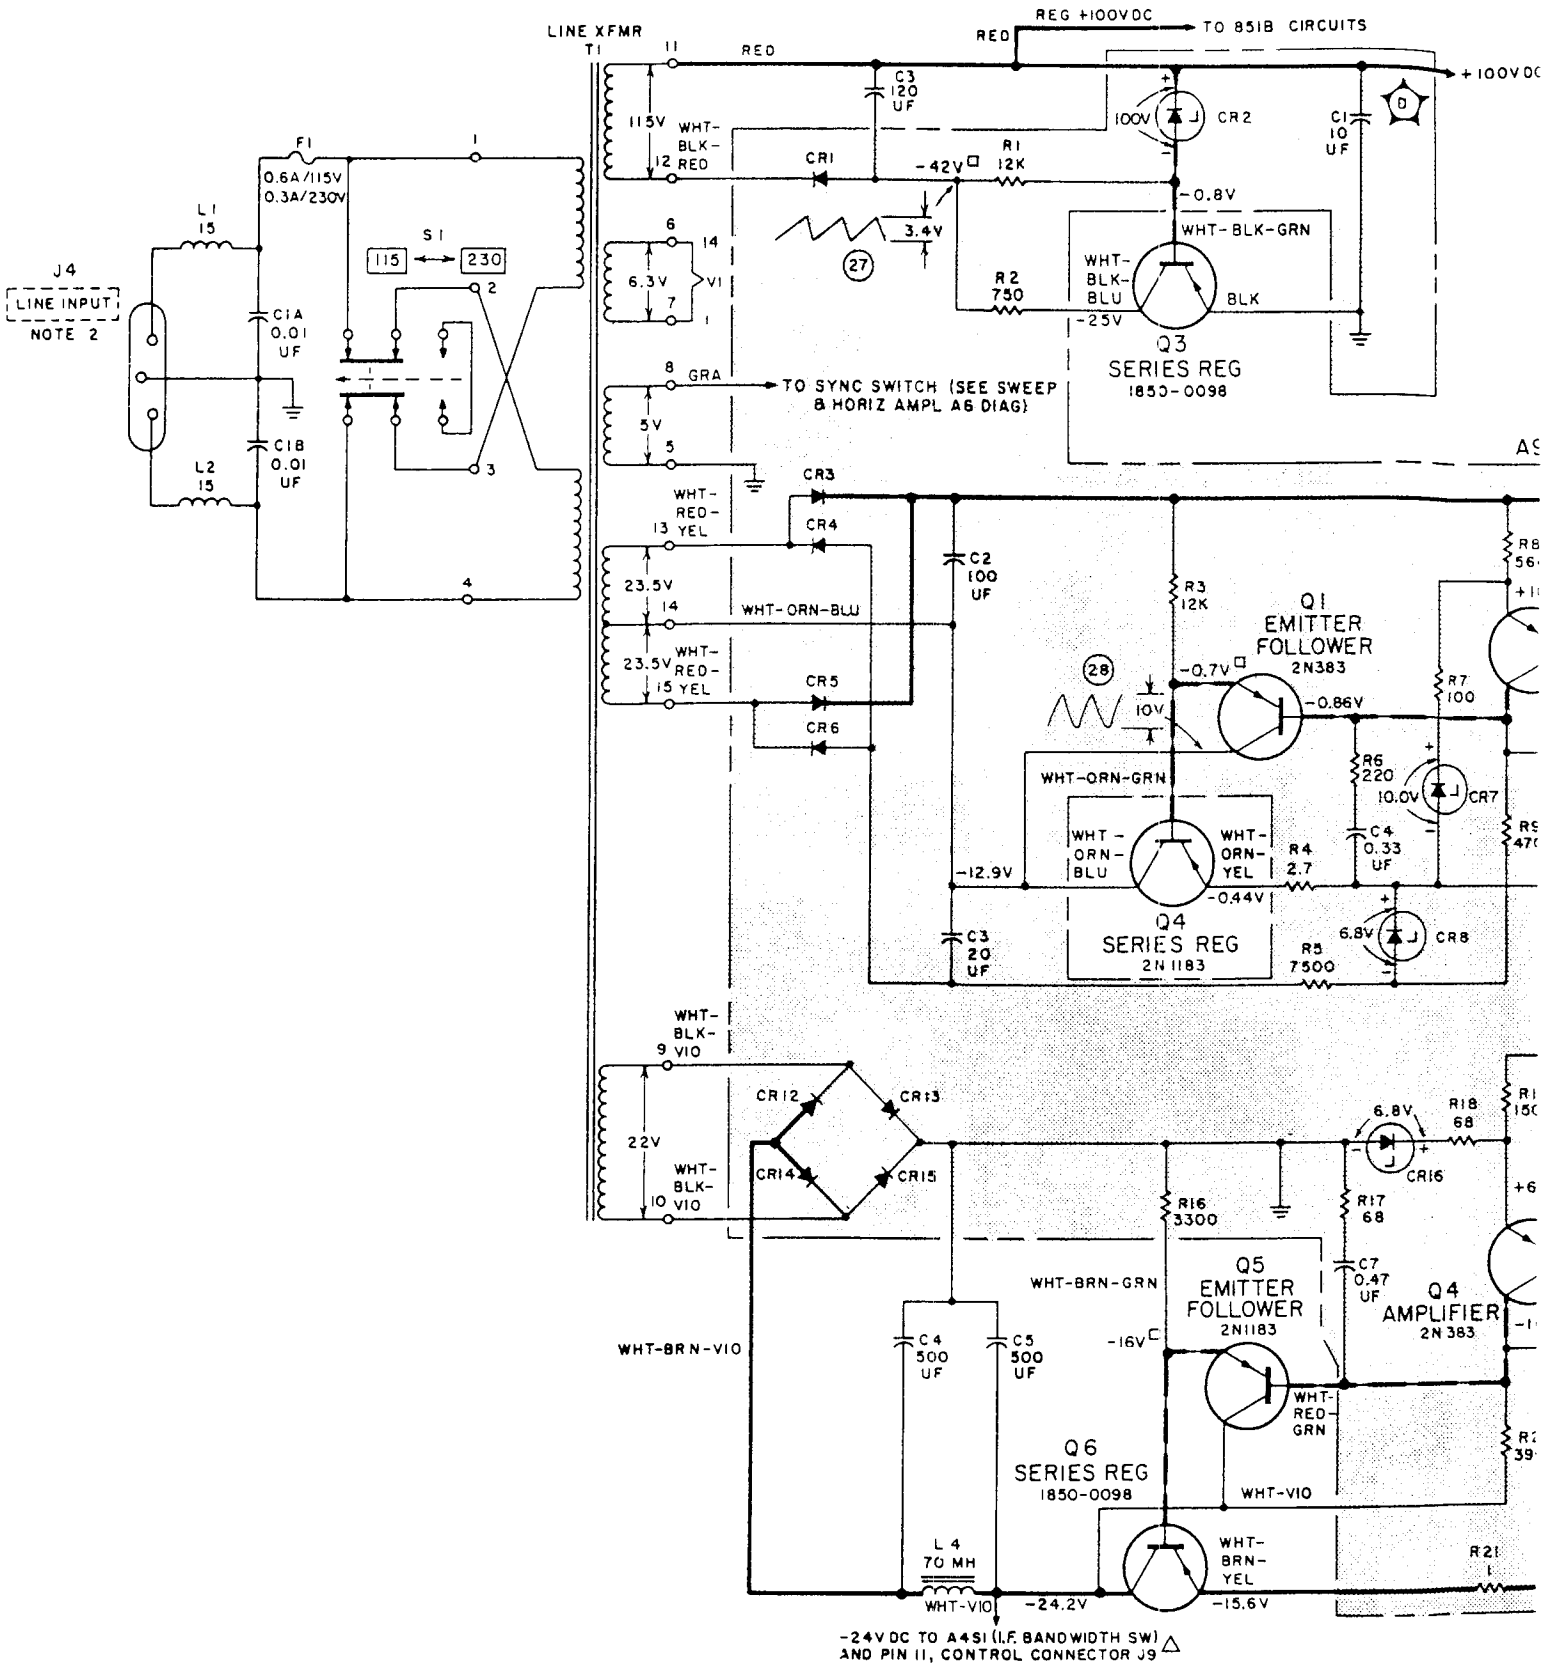 REG +100VDC
RED
TO 851B CIRCUITS
LINE XFMR
T1
11
RED
+100VDC
C3
120
UF
+
100V
-
CR2
C1
10
UF
D
115V
WHT-
BLK-
RED
12
CR1
-42V
R1
12K
-0.8V
F1
0.6A/115V
0.3A/230V
1
L1
15
S1
115
230
2
J4
LINE INPUT
NOTE 2
C1A
0.01
UF
C1B
0.01
UF
L2
15
3
4
6
14
6.3V
V1
7
1
3.4V
27
R2
750
WHT-BLK-GRN
WHT-
BLK-
BLU
-25V
BLK
Q3
SERIES REG
1850-0098
8
GRA
TO SYNC SWITCH (SEE SWEEP
& HORIZ AMPL A6 DIAG)
5V
5
A9
WHT-
RED-
YEL
13
CR3
CR4
23.5V
14
WHT-ORN-BLU
23.5V
WHT-
RED-
YEL
15
CR5
CR6
C2
100
UF
R3
12K
R8
56
Q1
EMITTER
FOLLOWER
2N383
-0.7V
28
10V
-0.86V
R7
100
R6
220
+
10.0V
-
CR7
WHT-ORN-GRN
WHT-
ORN-
BLU
WHT-
ORN-
YEL
R4
2.7
C4
0.33
UF
R9
470
-12.9V
-0.44V
Q4
SERIES REG
2N1183
+
6.8V
-
CR8
C3
20
UF
R5
7500
WHT-
BLK-
VIO
9
CR12
CR13
22V
WHT-
BLK-
VIO
10
CR14
CR15
6.8V
-
+
CR16
R18
68
R1
150
R16
3300
R17
68
+6
C7
0.47
UF
WHT-BRN-GRN
Q5
EMITTER
FOLLOWER
2N1183
Q4
AMPLIFIER
2N383
-1
WHT-BRN-VIO
C4
500
UF
C5
500
UF
-16V
WHT-
RED-
GRN
R2
39
Q6
SERIES REG
1850-0098
WHT-VIO
L4
70 MH
WHT-VIO
-24.2V
WHT-
BRN-
YEL
-15.6V
R21
1
-24VDC TO A4S1 (I.F. BANDWIDTH SW)
AND PIN 11, CONTROL CONNECTOR J9